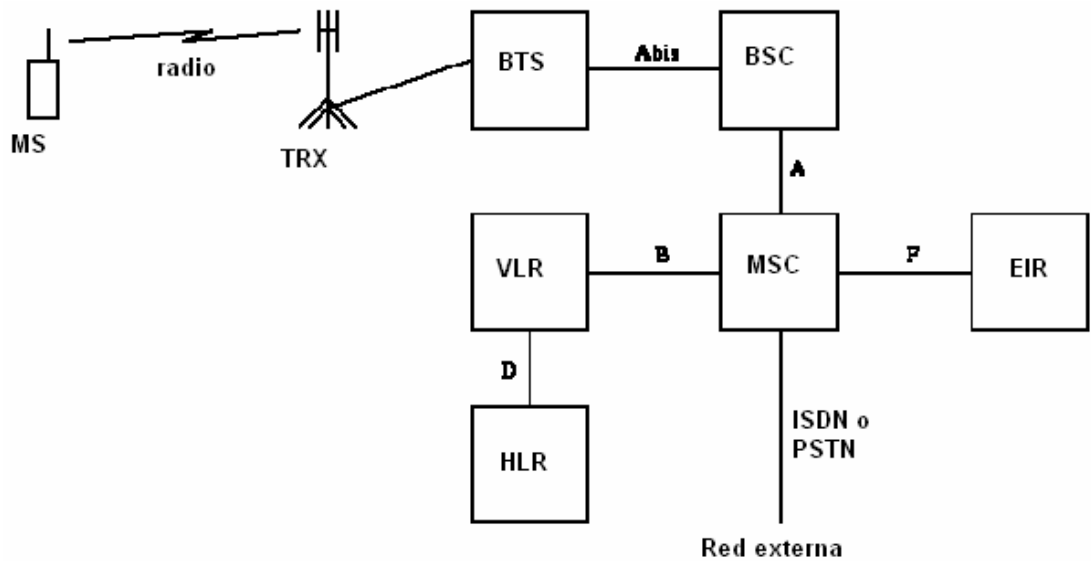 radio
MS
TRX
BTS
Abis
BSC
A
VLR
B
MSC
F
EIR
D
HLR
ISDN o
PSTN
Red externa